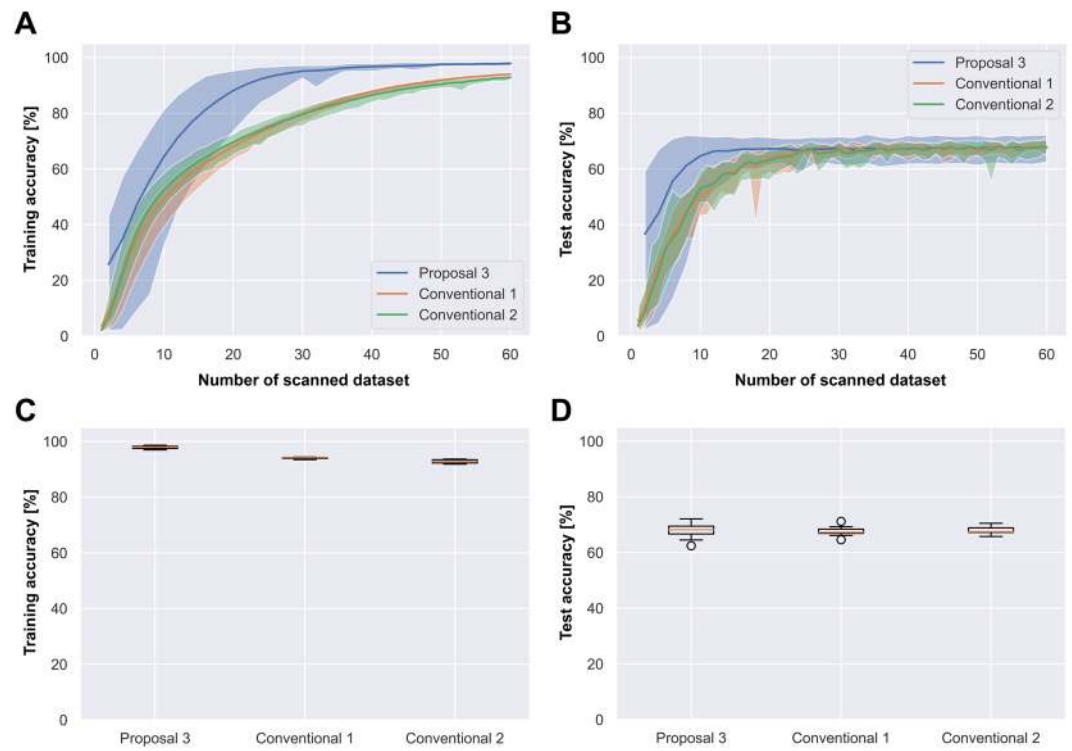 A
Training accuracy [%]
100
80
60
40
20
0
Proposal 3
Conventional 1
Conventional 2
0 10 20 30 40 50 60
Number of scanned dataset
B
Test accuracy [%]
100
80
60
40
20
0
Proposal 3
Conventional 1
Conventional 2
0 10 20 30 40 50 60
Number of scanned dataset
C
Training accuracy [%]
100
80
60
40
20
0
Proposal 3 Conventional 1 Conventional 2
D
Test accuracy [%]
100
80
60
40
20
0
Proposal 3 Conventional 1 Conventional 2